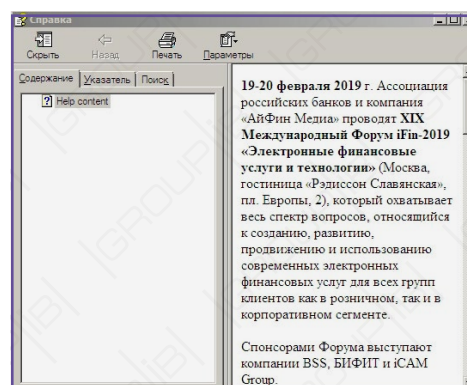 Справка
Скрыть Назад Печать Параметры
Содержание Указатель Поиск
Help content
19-20 февраля 2019 г. Ассоциация
российских банков и компания
«АйФин Медиа» проводят XIX
Международный Форум iFin-2019
«Электронные финансовые
услуги и технологии» (Москва,
гостиница «Рэдиссон Славянская»,
пл. Европы, 2), который охватывает
весь спектр вопросов, относящийся
к созданию, развитию,
продвижению и использованию
современных электронных
финансовых услуг для всех групп
клиентов как в розничном, так и в
корпоративном сегменте.
Спонсорами Форума выступают
компании BSS, БИФИТ и iCAM
Group.
GROUP|IB